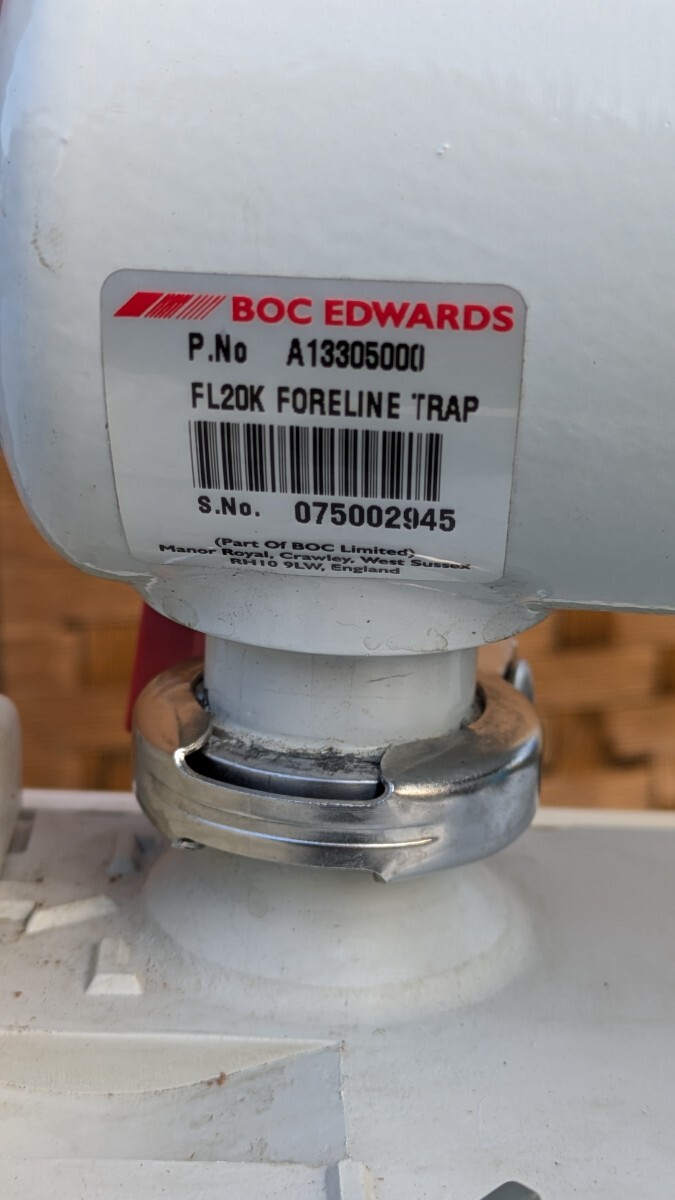 BOC EDWARDS
P.No A13305000
FL20K FORELINE TRAP
S.No. 075002945
(Part Of BOC Limited)
Manor Royal, Crawley, West Sussex
RH10 9LW, England